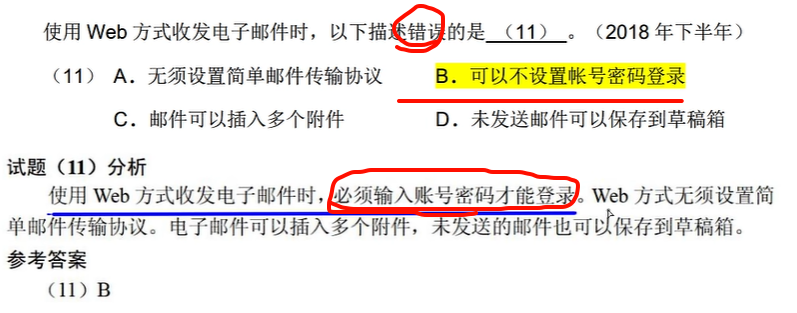 使用 Web 方式收发电子邮件时，以下描述错误的是 （11） 。（2018 年下半年）
（11） A．无须设置简单邮件传输协议 B．可以不设置帐号密码登录
C．邮件可以插入多个附件 D．未发送邮件可以保存到草稿箱
试题（11）分析
使用 Web 方式收发电子邮件时，必须输入账号密码才能登录。Web 方式无须设置简
单邮件传输协议。电子邮件可以插入多个附件，未发送的邮件也可以保存到草稿箱。
参考答案
（11）B